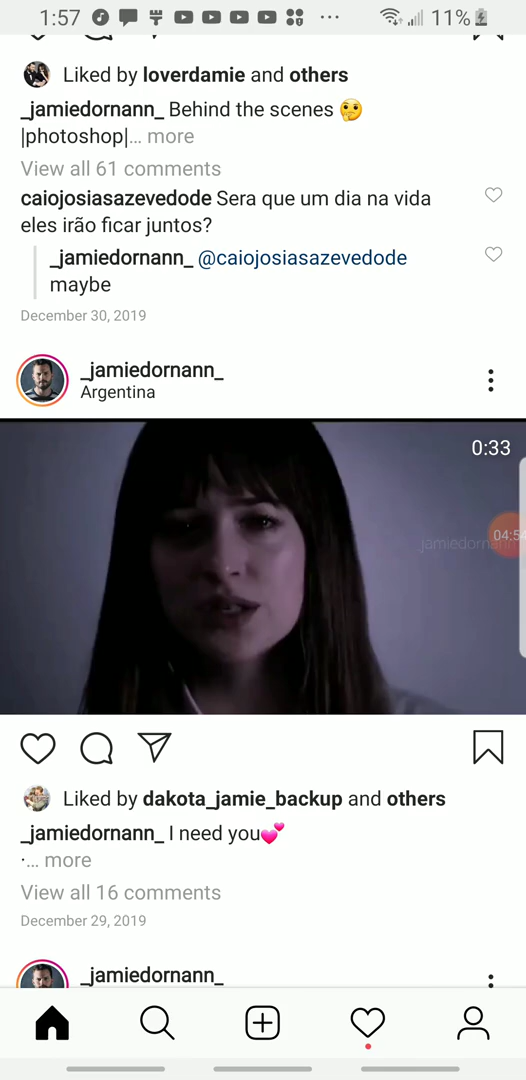 1:57
11%
Liked by loverdamie and others
_jamiedornann_ Behind the scenes 🤔
|photoshop|... more
View all 61 comments
caiojosiasazevedode Sera que um dia na vida
eles irão ficar juntos?
_jamiedornann_ @caiojosiasazevedode
maybe
December 30, 2019
_jamiedornann_
Argentina
0:33
04:54
jamiedornann
Liked by dakota_jamie_backup and others
_jamiedornann_ I need you💕
·... more
View all 16 comments
December 29, 2019
_jamiedornann_